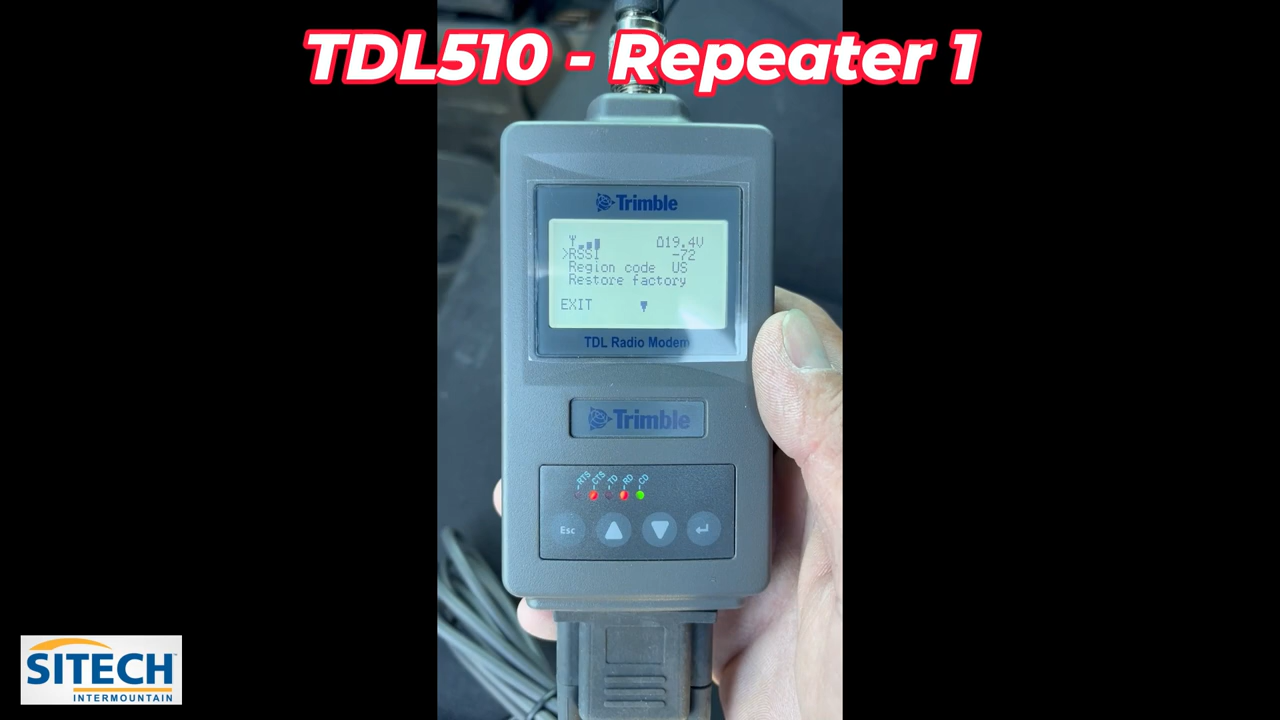 TDL510 - Repeater 1
Trimble
19.4V
>RSSI -72
Region code US
Restore factory
EXIT
TDL Radio Modem
Trimble
RTS CTS TD RD CD
Esc
SITECH
INTERMOUNTAIN